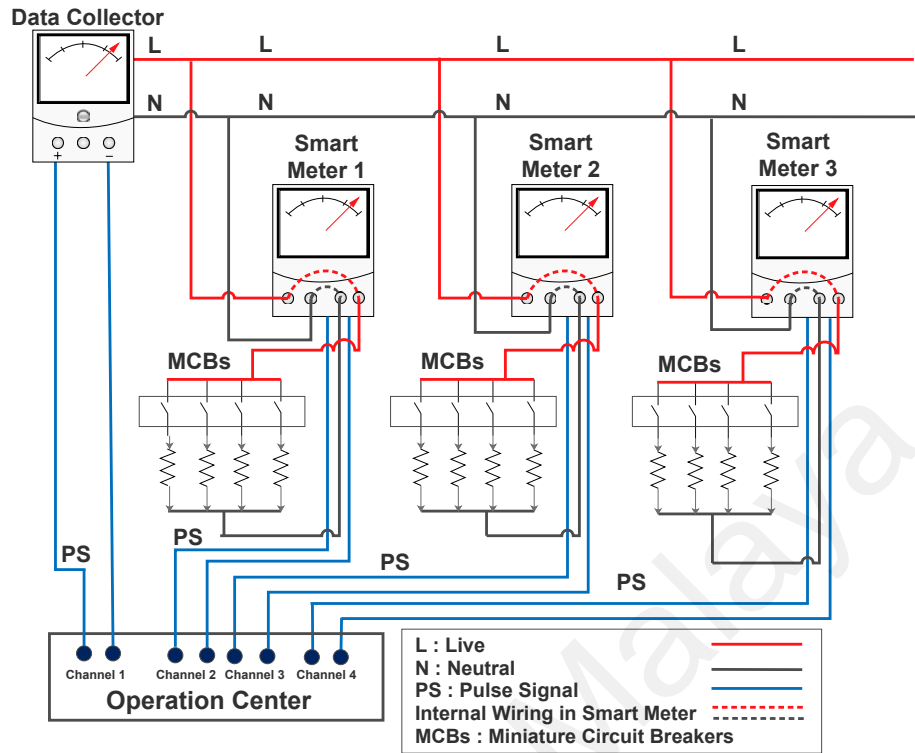 Data Collector
L
L
L
L
N
N
N
N
+
−
Smart
Meter 1
Smart
Meter 2
Smart
Meter 3
MCBs
MCBs
MCBs
PS
PS
PS
Channel 1
Channel 2
Channel 3
Channel 4
Operation Center
L : Live
N : Neutral
PS : Pulse Signal
Internal Wiring in Smart Meter
MCBs : Miniature Circuit Breakers
Malaya